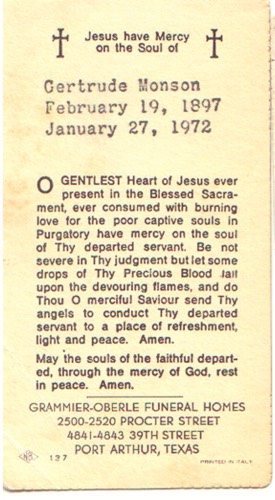 Jesus have Mercy
on the Soul of
Gertrude Monson
February 19, 1897
January 27, 1972
O GENTLEST Heart of Jesus ever
present in the Blessed Sacra-
ment, ever consumed with burning
love for the poor captive souls in
Purgatory have mercy on the soul
of Thy departed servant. Be not
severe in Thy judgment but let some
drops of Thy Precious Blood fall
upon the devouring flames, and do
Thou O merciful Saviour send Thy
angels to conduct Thy departed
servant to a place of refreshment,
light and peace. Amen.
May the souls of the faithful depart-
ed, through the mercy of God, rest
in peace. Amen.
GRAMMIER-OBERLE FUNERAL HOMES
2500-2520 PROCTER STREET
4841-4843 39TH STREET
PORT ARTHUR, TEXAS
137
PRINTED IN ITALY